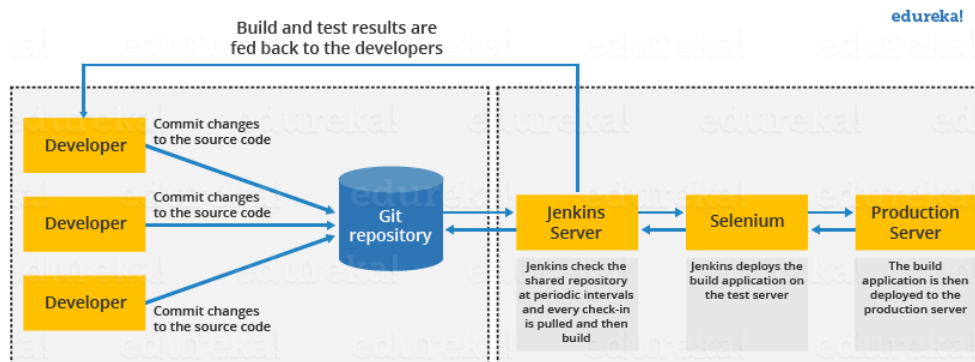 edureka!
Build and test results are
fed back to the developers
Developer
Commit changes
to the source code
Developer
Commit changes
to the source code
Developer
Commit changes
to the source code
Git
repository
Jenkins
Server
Jenkins check the
shared repository
at periodic intervals
and every check-in
is pulled and then
build
Selenium
Jenkins deploys the
build application on
the test server
Production
Server
The build
application is then
deployed to the
production server